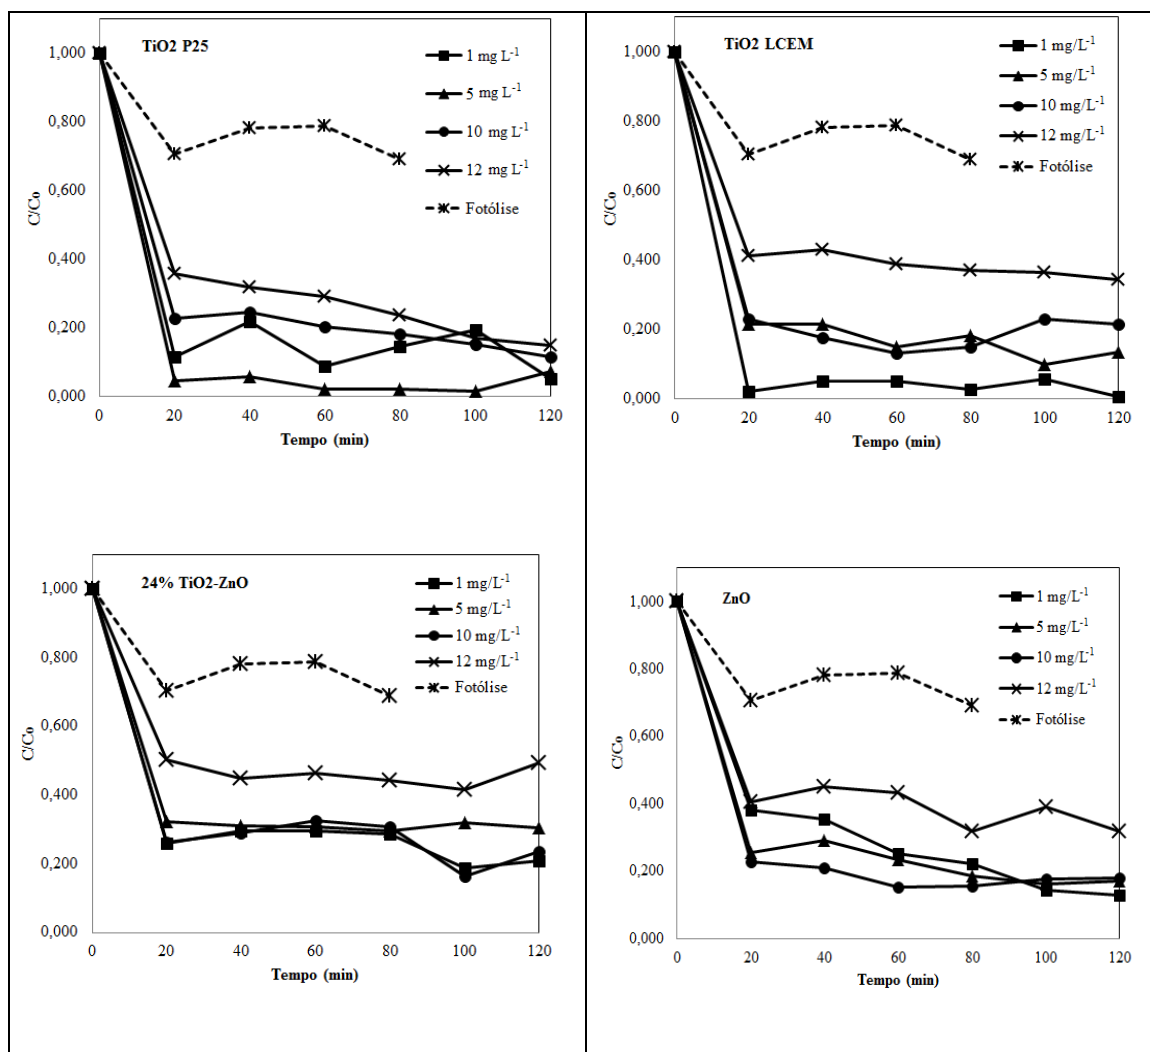 TiO2 P25
1,000
0,800
0,600
0,400
0,200
0,000
C/Co
0
20
40
60
80
100
120
Tempo (min)
1 mg L-1
5 mg L-1
10 mg L-1
12 mg L-1
Fotólise
TiO2 LCEM
1,000
0,800
0,600
0,400
0,200
0,000
C/Co
0
20
40
60
80
100
120
Tempo (min)
1 mg/L-1
5 mg/L-1
10 mg/L-1
12 mg/L-1
Fotólise
24% TiO2-ZnO
1,000
0,800
0,600
0,400
0,200
0,000
C/Co
0
20
40
60
80
100
120
Tempo (min)
1 mg/L-1
5 mg/L-1
10 mg/L-1
12 mg/L-1
Fotólise
ZnO
1,000
0,800
0,600
0,400
0,200
0,000
C/Co
0
20
40
60
80
100
120
Tempo (min)
1 mg/L-1
5 mg/L-1
10 mg/L-1
12 mg/L-1
Fotólise